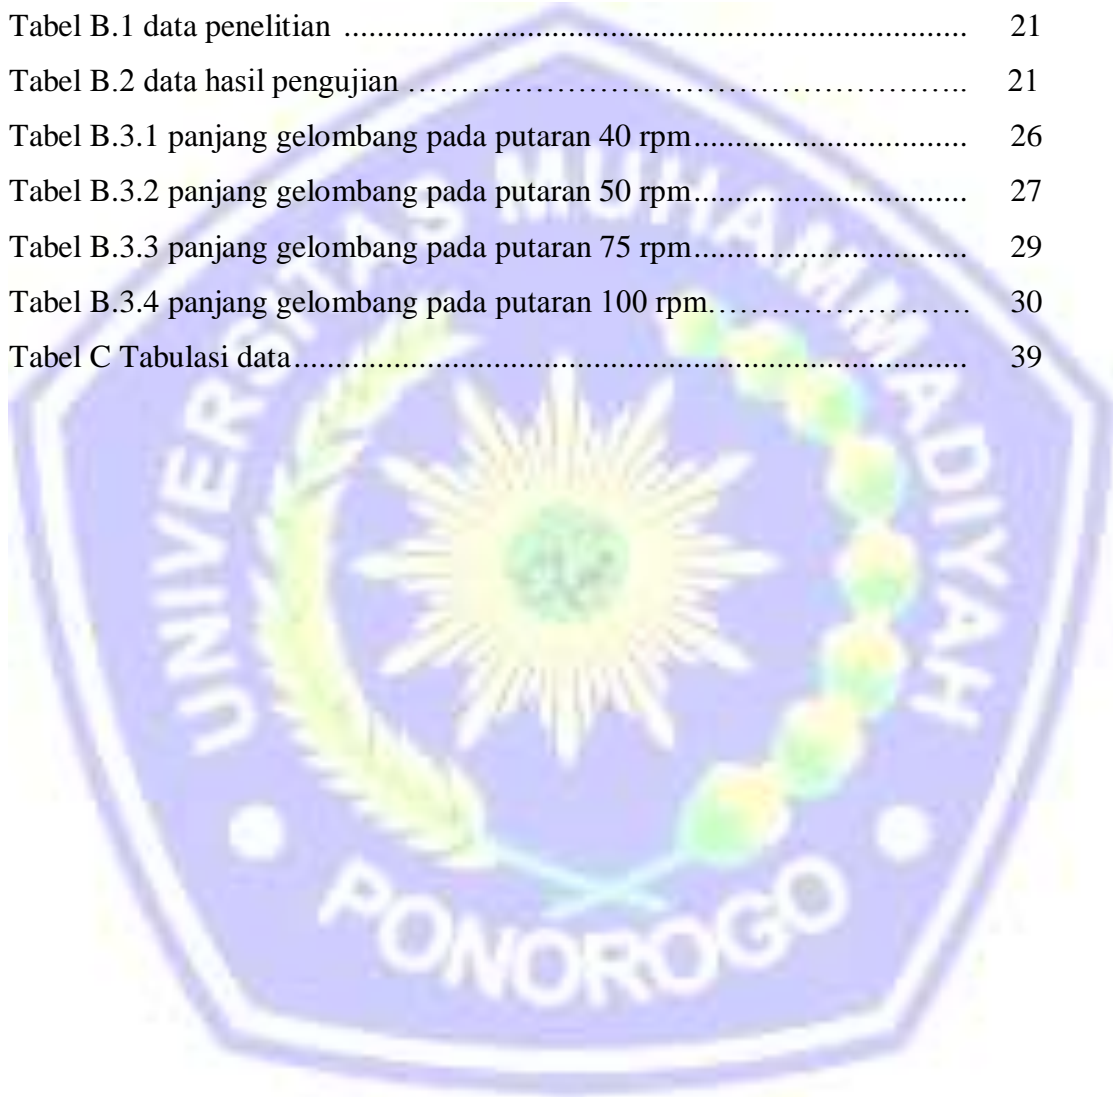 Tabel B.1 data penelitian ...................................................................................... 21
Tabel B.2 data hasil pengujian ……………………………………………….. 21
Tabel B.3.1 panjang gelombang pada putaran 40 rpm................................... 26
Tabel B.3.2 panjang gelombang pada putaran 50 rpm................................... 27
Tabel B.3.3 panjang gelombang pada putaran 75 rpm................................... 29
Tabel B.3.4 panjang gelombang pada putaran 100 rpm……………………. 30
Tabel C Tabulasi data...................................................................................... 39
UNIVERSITAS MUHAMMADIYAH
PONOROGO